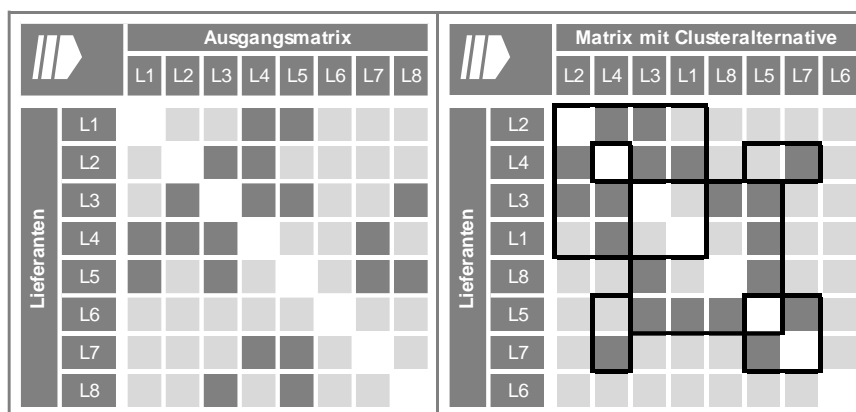 Ausgangsmatrix
L1 L2 L3 L4 L5 L6 L7 L8
Lieferanten
L1
L2
L3
L4
L5
L6
L7
L8
Matrix mit Clusteralternative
L2 L4 L3 L1 L8 L5 L7 L6
Lieferanten
L2
L4
L3
L1
L8
L5
L7
L6